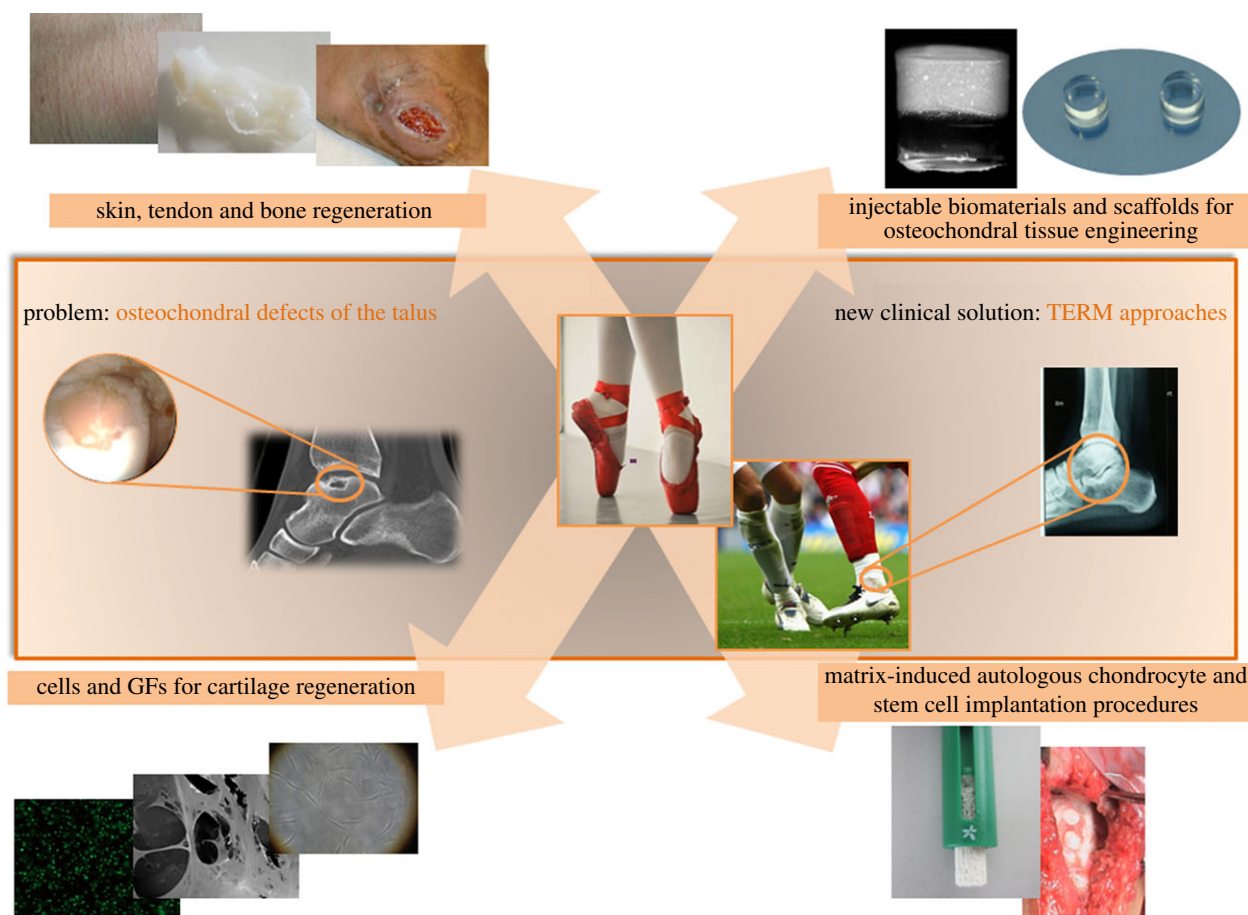 skin, tendon and bone regeneration
injectable biomaterials and scaffolds for
osteochondral tissue engineering
problem: osteochondral defects of the talus
new clinical solution: TERM approaches
cells and GFs for cartilage regeneration
matrix-induced autologous chondrocyte and
stem cell implantation procedures